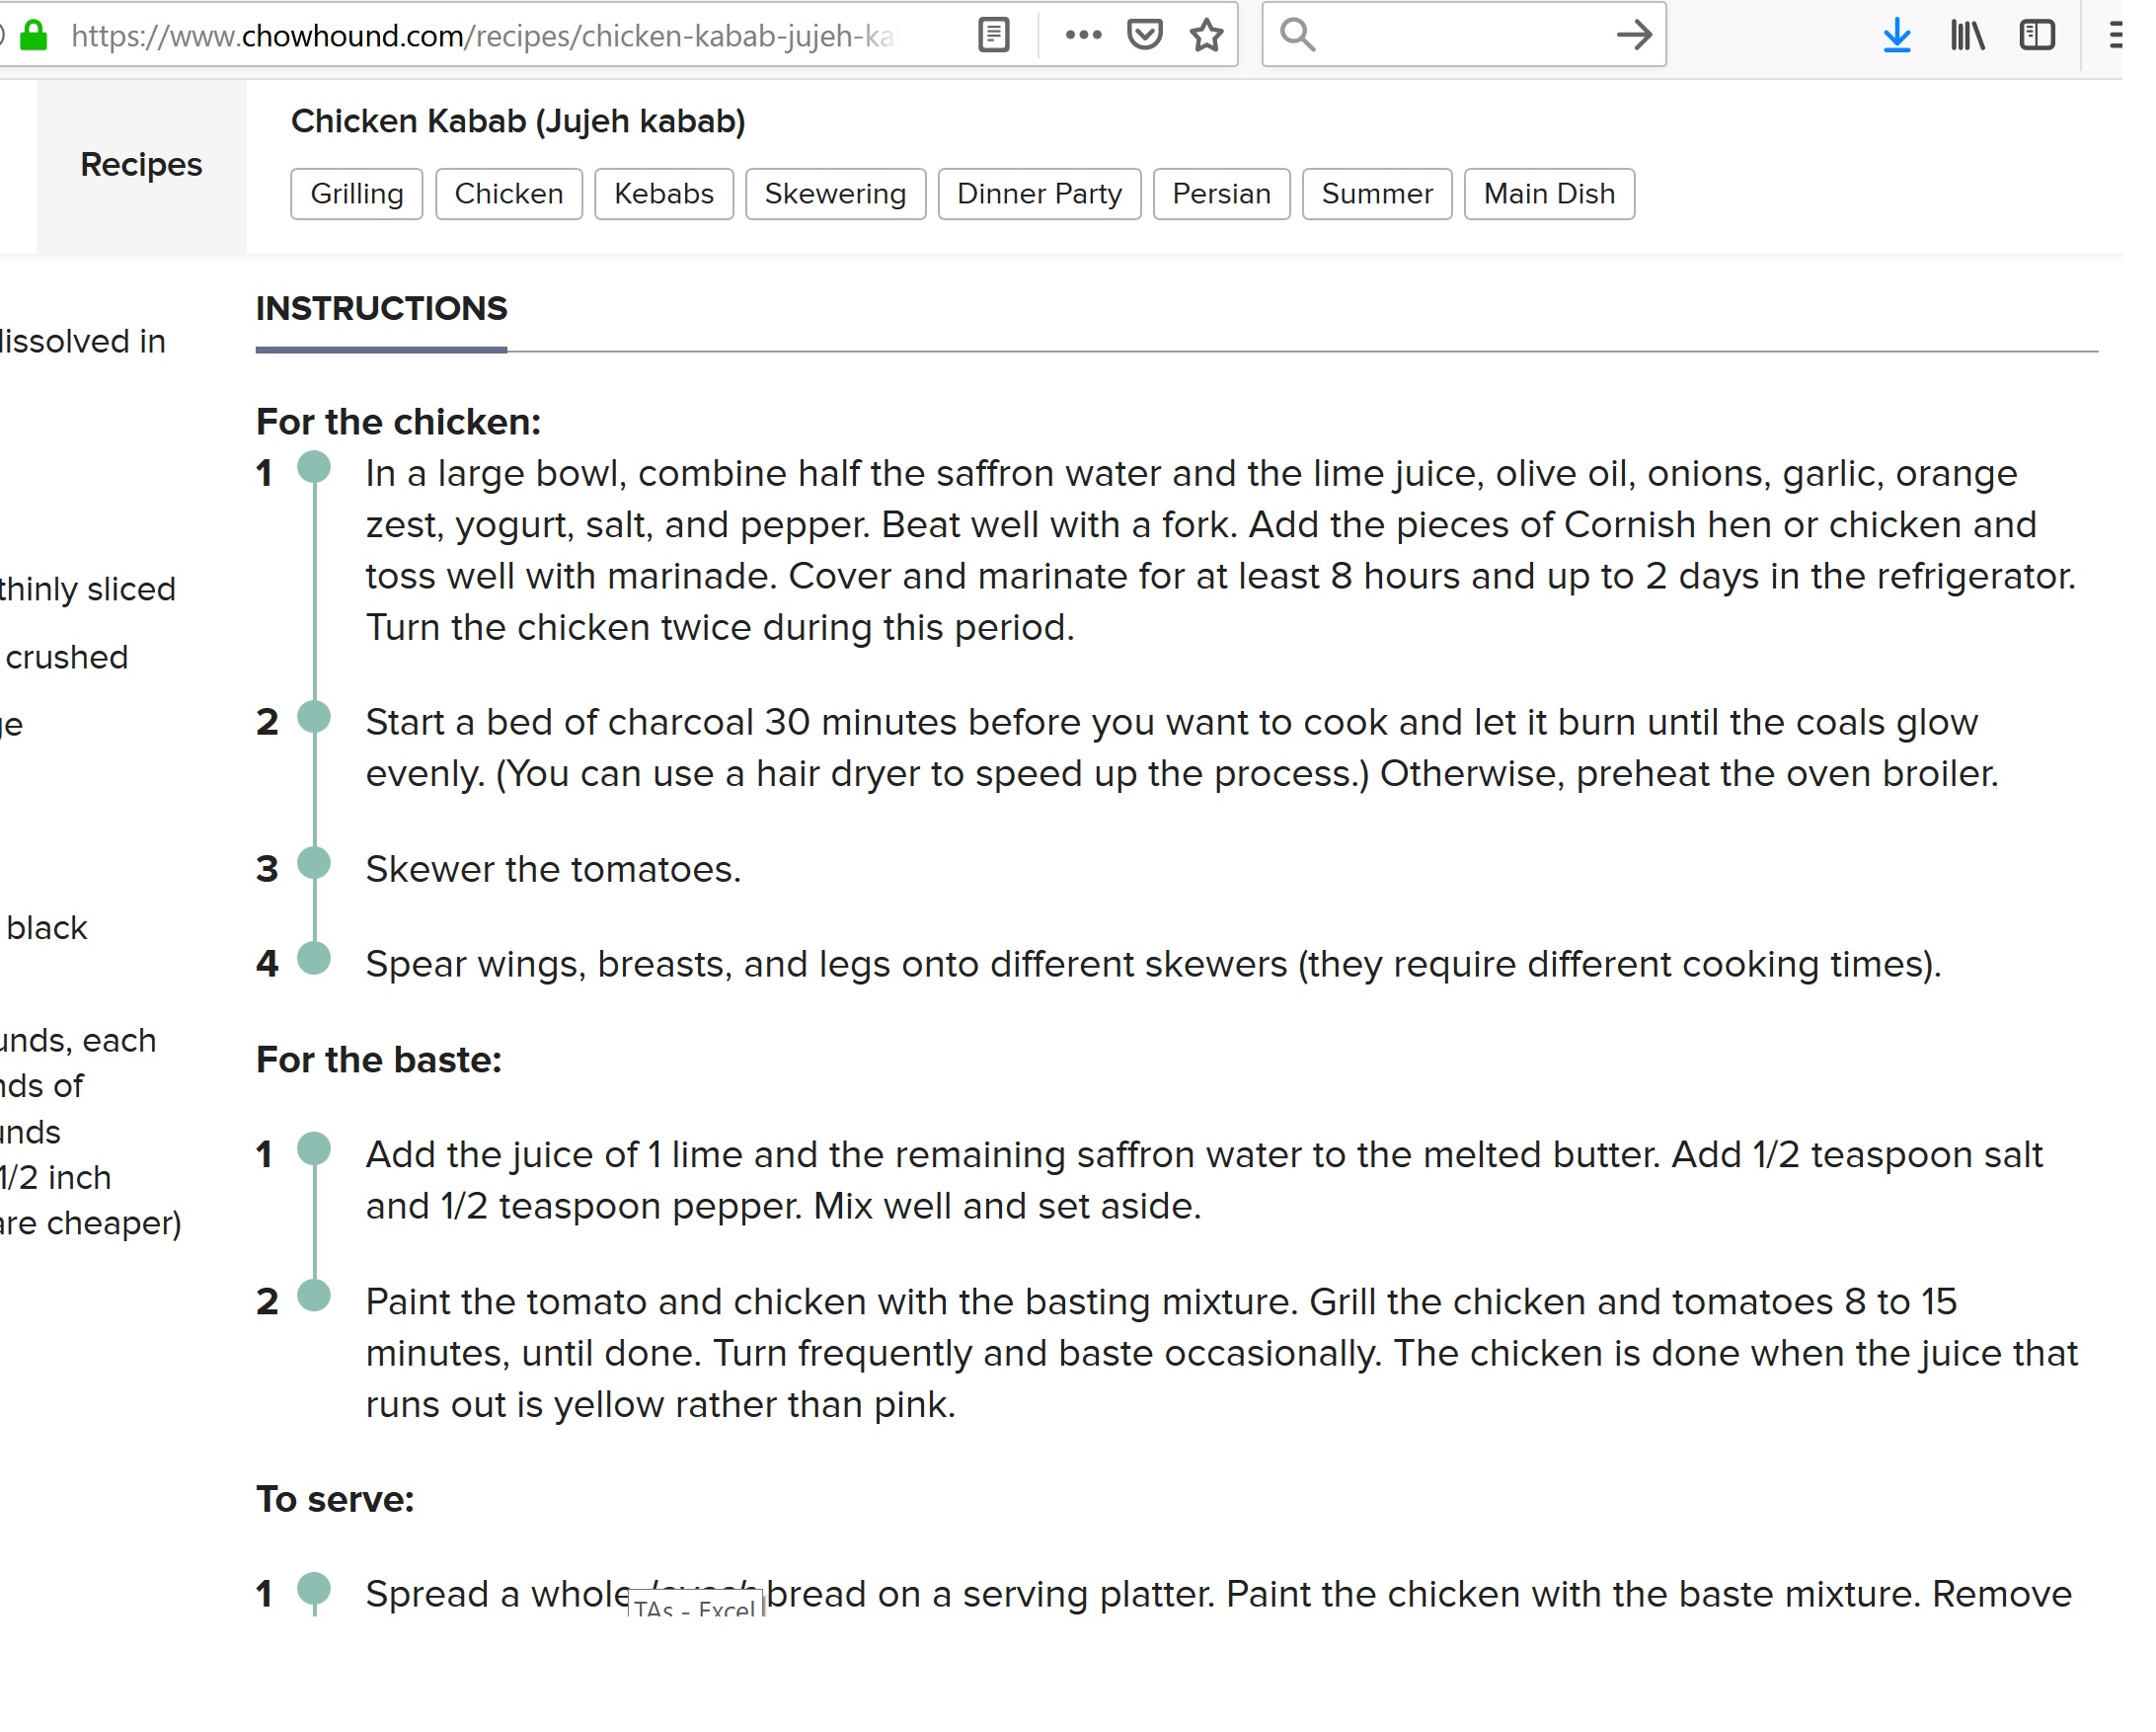 https://www.chowhound.com/recipes/chicken-kabab-jujeh-ka
Recipes
Chicken Kabab (Jujeh kabab)
Grilling Chicken Kebabs Skewering Dinner Party Persian Summer Main Dish
dissolved in
thinly sliced
crushed
black
each
of
1/2 inch
are cheaper)
INSTRUCTIONS
For the chicken:
1 In a large bowl, combine half the saffron water and the lime juice, olive oil, onions, garlic, orange
zest, yogurt, salt, and pepper. Beat well with a fork. Add the pieces of Cornish hen or chicken and
toss well with marinade. Cover and marinate for at least 8 hours and up to 2 days in the refrigerator.
Turn the chicken twice during this period.
2 Start a bed of charcoal 30 minutes before you want to cook and let it burn until the coals glow
evenly. (You can use a hair dryer to speed up the process.) Otherwise, preheat the oven broiler.
3 Skewer the tomatoes.
4 Spear wings, breasts, and legs onto different skewers (they require different cooking times).
For the baste:
1 Add the juice of 1 lime and the remaining saffron water to the melted butter. Add 1/2 teaspoon salt
and 1/2 teaspoon pepper. Mix well and set aside.
2 Paint the tomato and chicken with the basting mixture. Grill the chicken and tomatoes 8 to 15
minutes, until done. Turn frequently and baste occasionally. The chicken is done when the juice that
runs out is yellow rather than pink.
To serve:
1 Spread a whole bread on a serving platter. Paint the chicken with the baste mixture. Remove
TAs - Excel